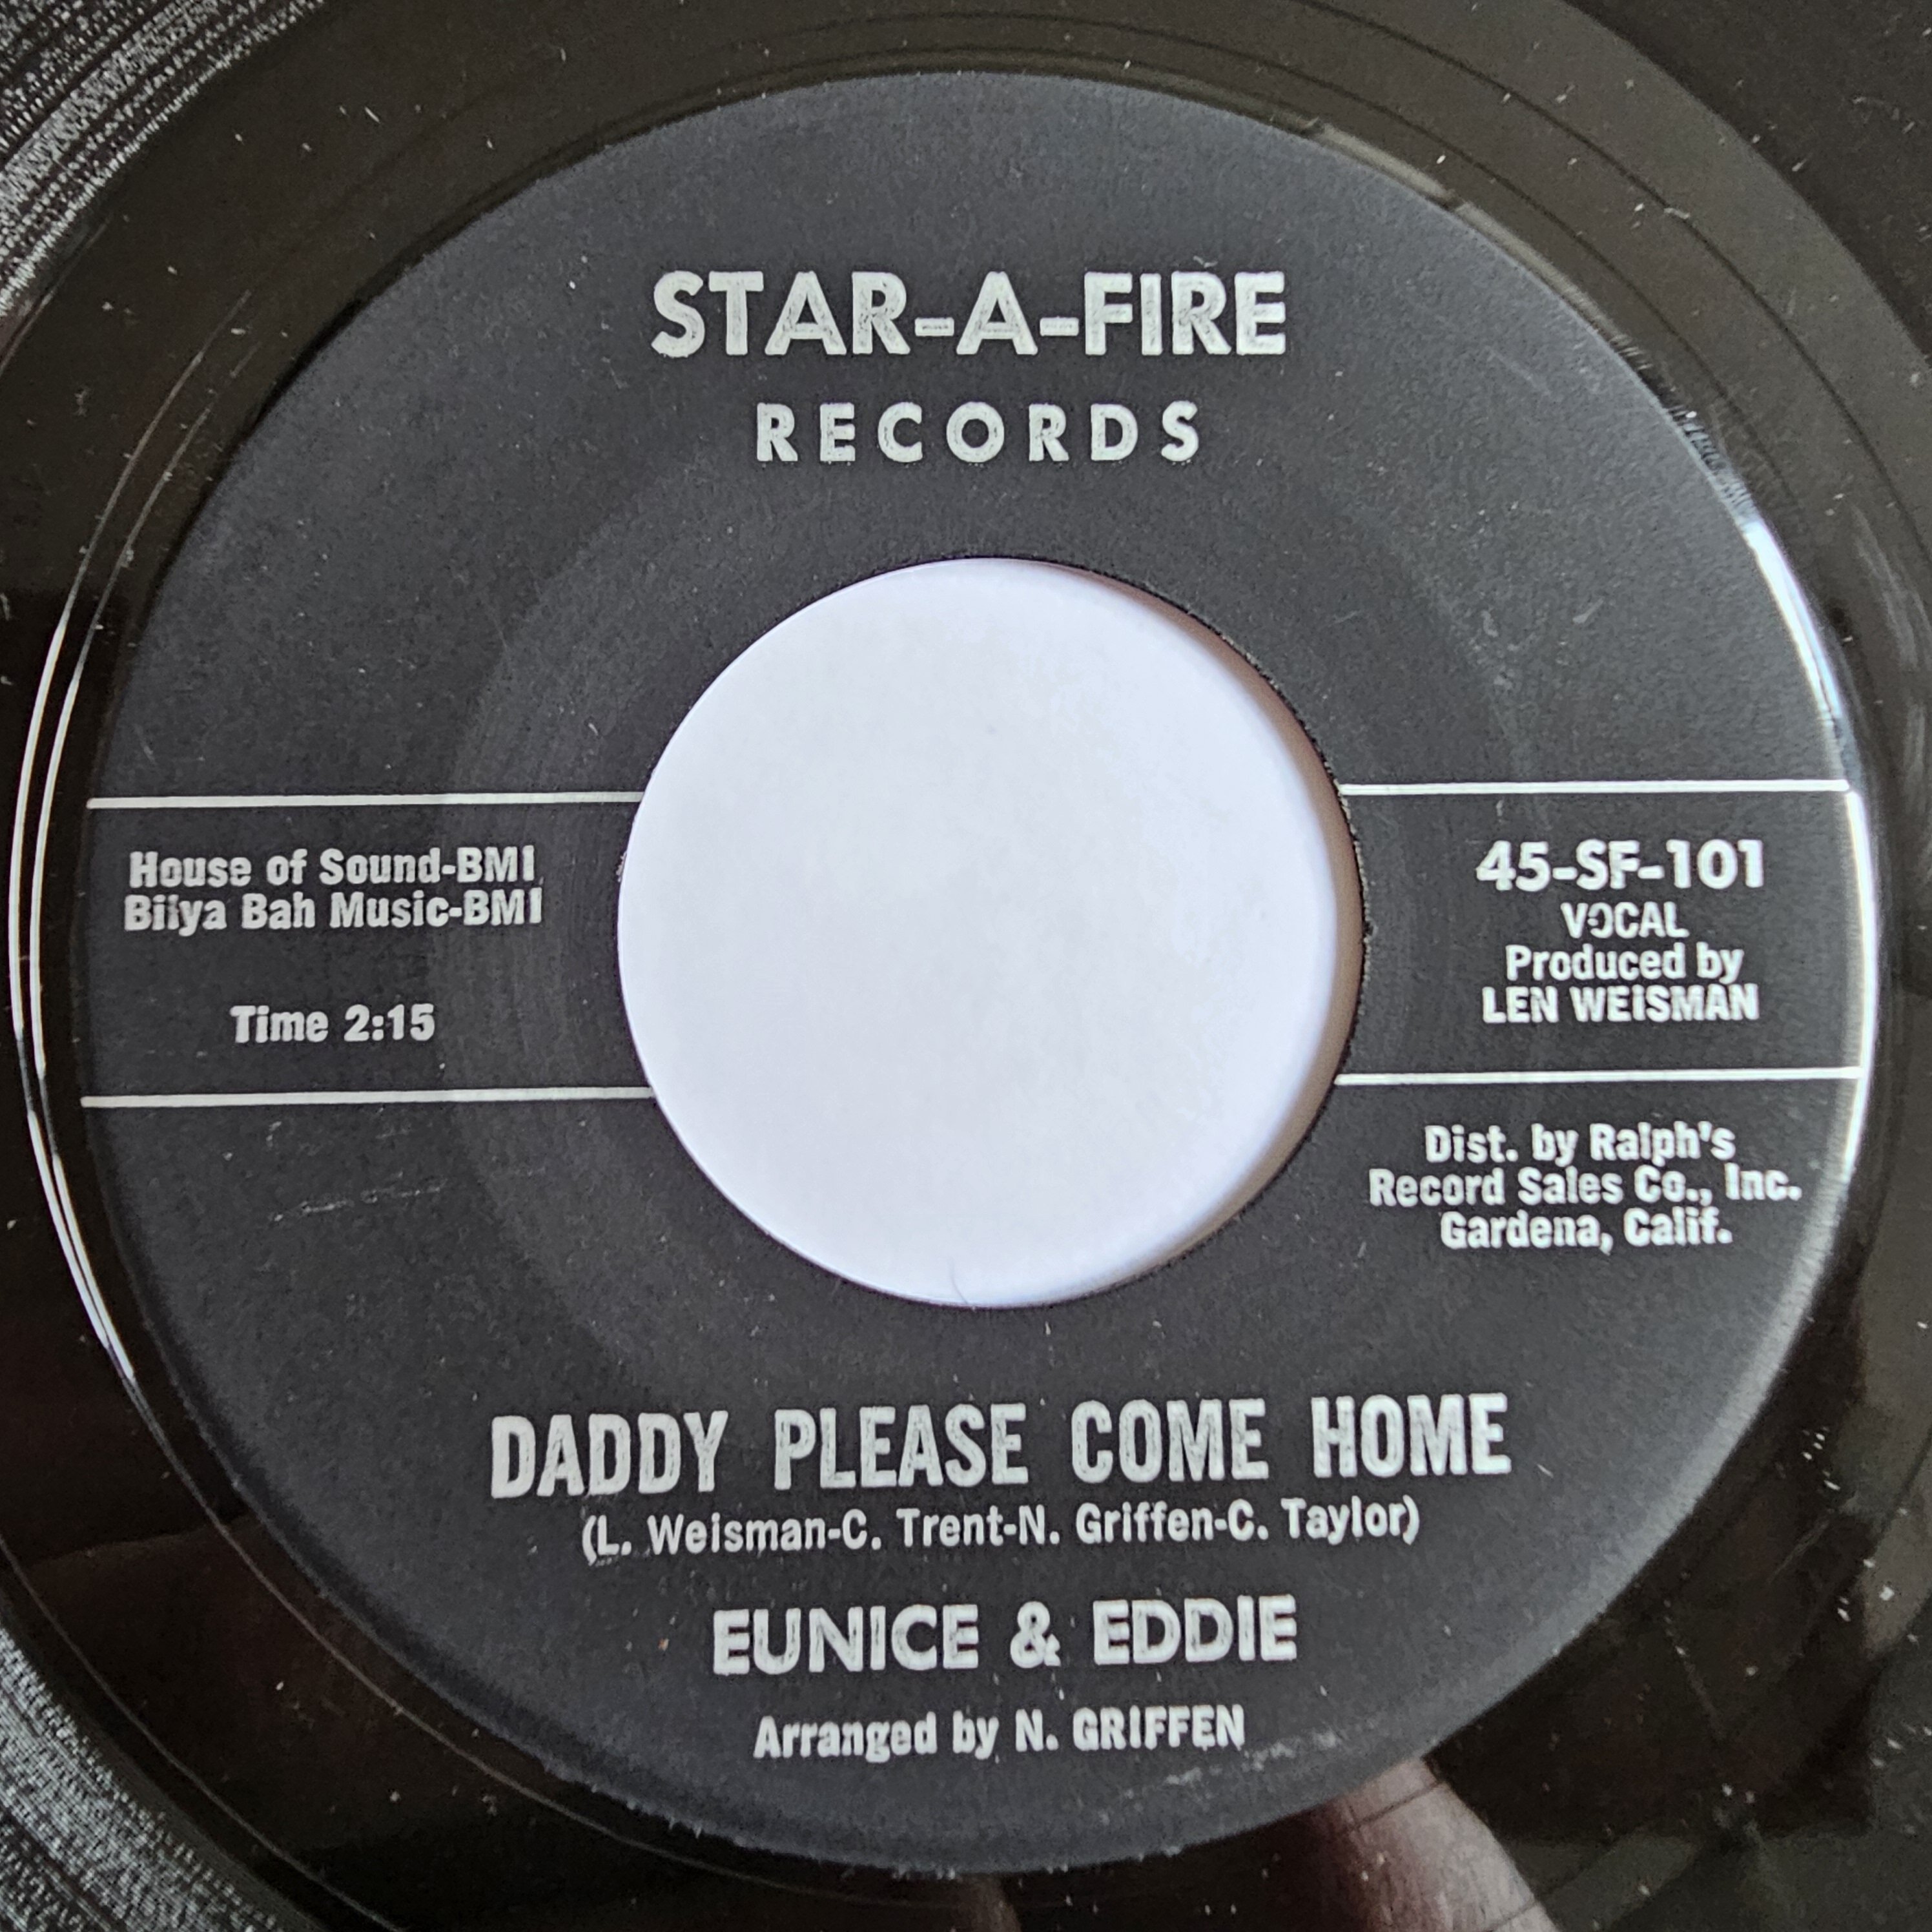 STAR-A-FIRE
RECORDS
House of Sound-BMI
Bilya Bah Music-BMI
Time 2:15
45-SF-101
VOCAL
Produced by
LEN WEISMAN
Dist. by Ralph's
Record Sales Co., Inc.
Gardena, Calif.
DADDY PLEASE COME HOME
(L. Weisman-C. Trent-N. Griffen-C. Taylor)
EUNICE & EDDIE
Arranged by N. GRIFFEN